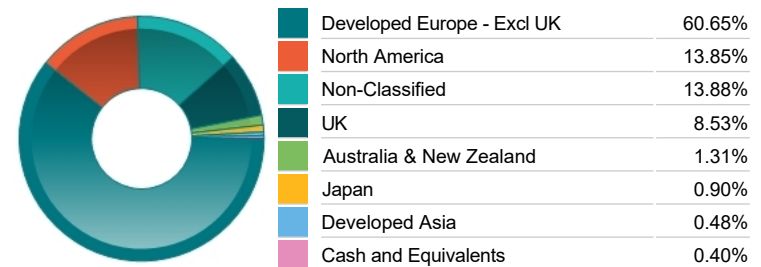 Developed Europe - Excl UK 60.65%
North America 13.85%
Non-Classified 13.88%
UK 8.53%
Australia & New Zealand 1.31%
Japan 0.90%
Developed Asia 0.48%
Cash and Equivalents 0.40%